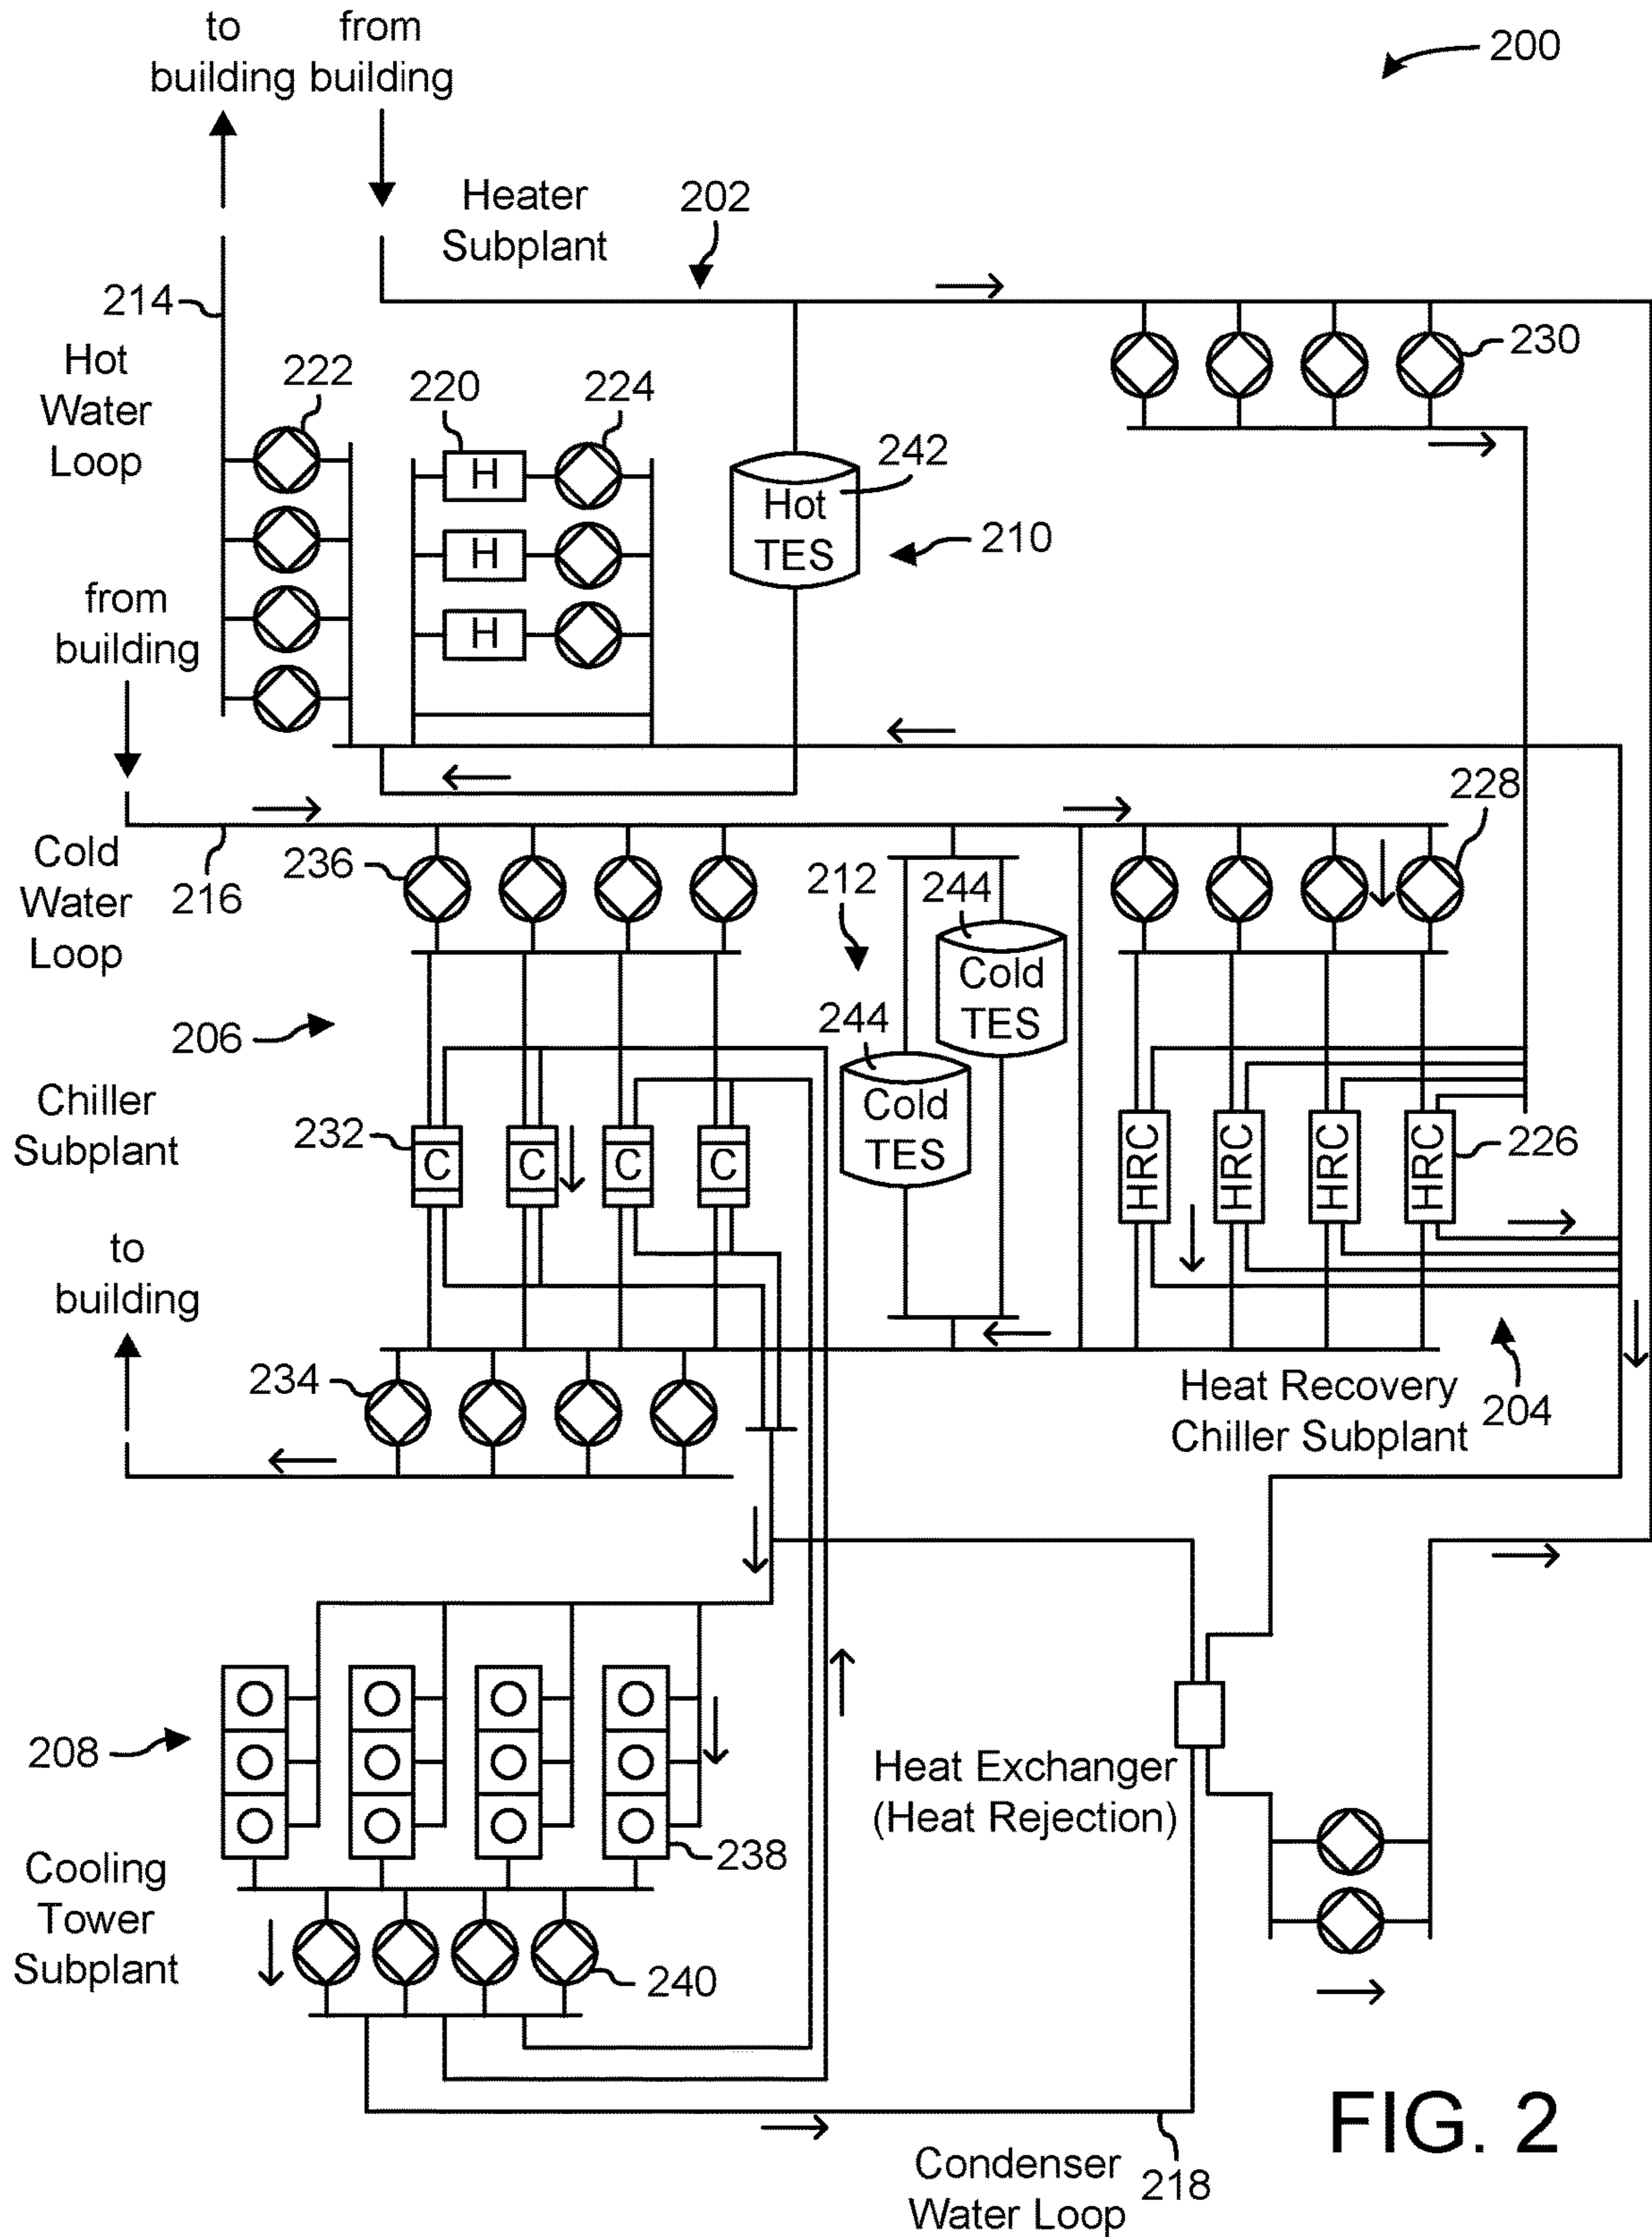 to
building
from
building
200
Heater
Subplant
202
214
Hot
Water
Loop
222
220
224
230
H
H
H
Hot
TES
242
210
from
building
228
Cold
Water
Loop
216
236
212
244
Cold
TES
244
Cold
TES
206
Chiller
Subplant
232
C
C
C
C
HRC
HRC
HRC
HRC
226
to
building
234
Heat Recovery
Chiller Subplant
204
208
Heat Exchanger
(Heat Rejection)
238
Cooling
Tower
Subplant
240
Condenser
Water Loop
218
FIG. 2